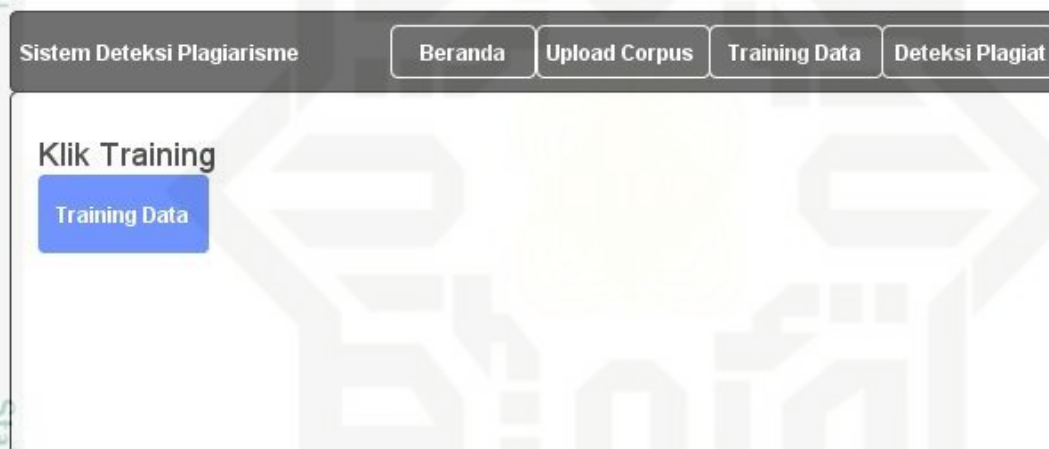 Sistem Deteksi Plagiarisme Beranda Upload Corpus Training Data Deteksi Plagiat
Klik Training
Training Data